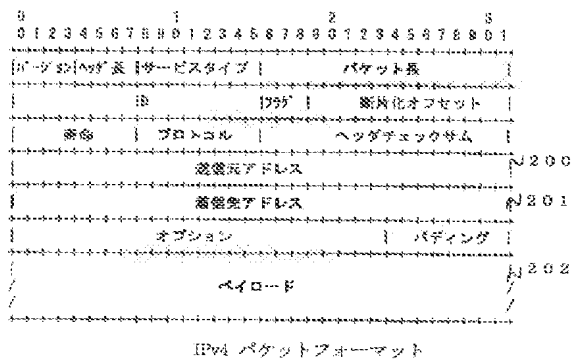 0 1 2 3
0 1 2 3 4 5 6 7 8 9 0 1 2 3 4 5 6 7 8 9 0 1 2 3 4 5 6 7 8 9 0 1
バージョン ヘッダ長 サービスタイプ パケット長
ID フラグ 断片化オフセット
寿命 プロトコル ヘッダチェックサム
送信元アドレス 200
着信先アドレス 201
オプション パディング
ペイロード 202
IPv4 パケットフォーマット